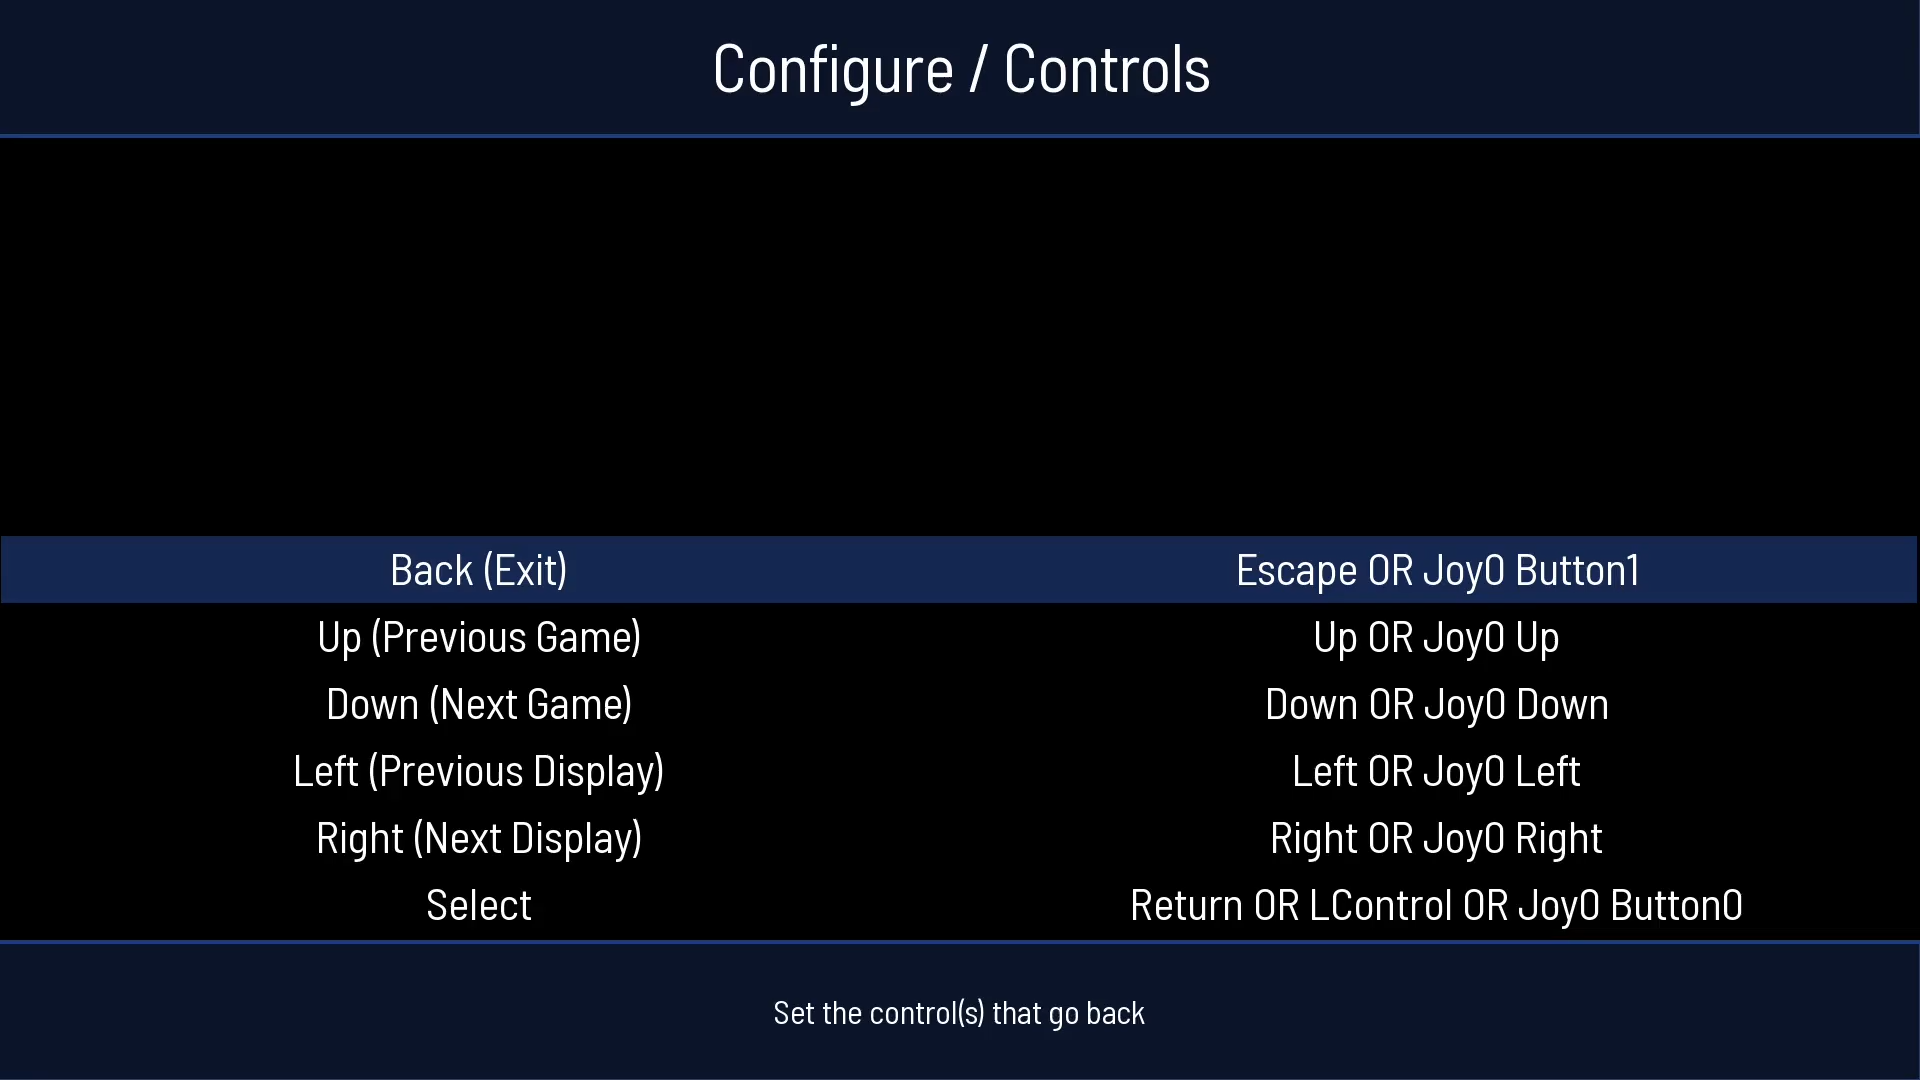 Configure / Controls
Back (Exit) Escape OR Joy0 Button1
Up (Previous Game) Up OR Joy0 Up
Down (Next Game) Down OR Joy0 Down
Left (Previous Display) Left OR Joy0 Left
Right (Next Display) Right OR Joy0 Right
Select Return OR LControl OR Joy0 Button0
Set the control(s) that go back